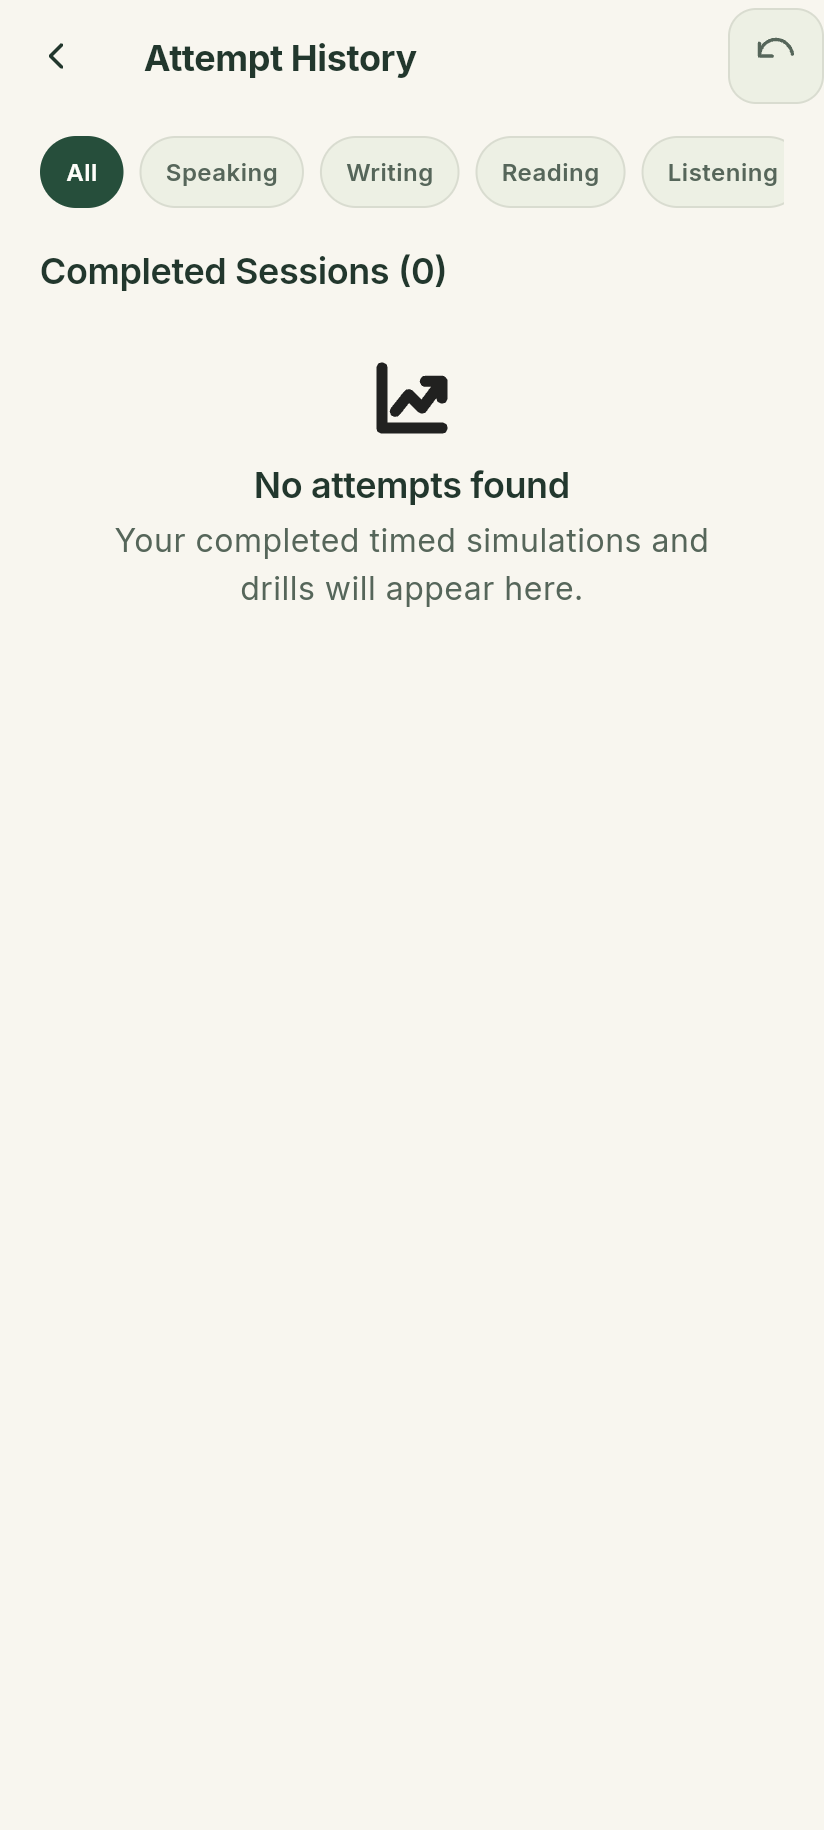 Attempt History
All
Speaking
Writing
Reading
Listening
Completed Sessions (0)
No attempts found
Your completed timed simulations and
drills will appear here.